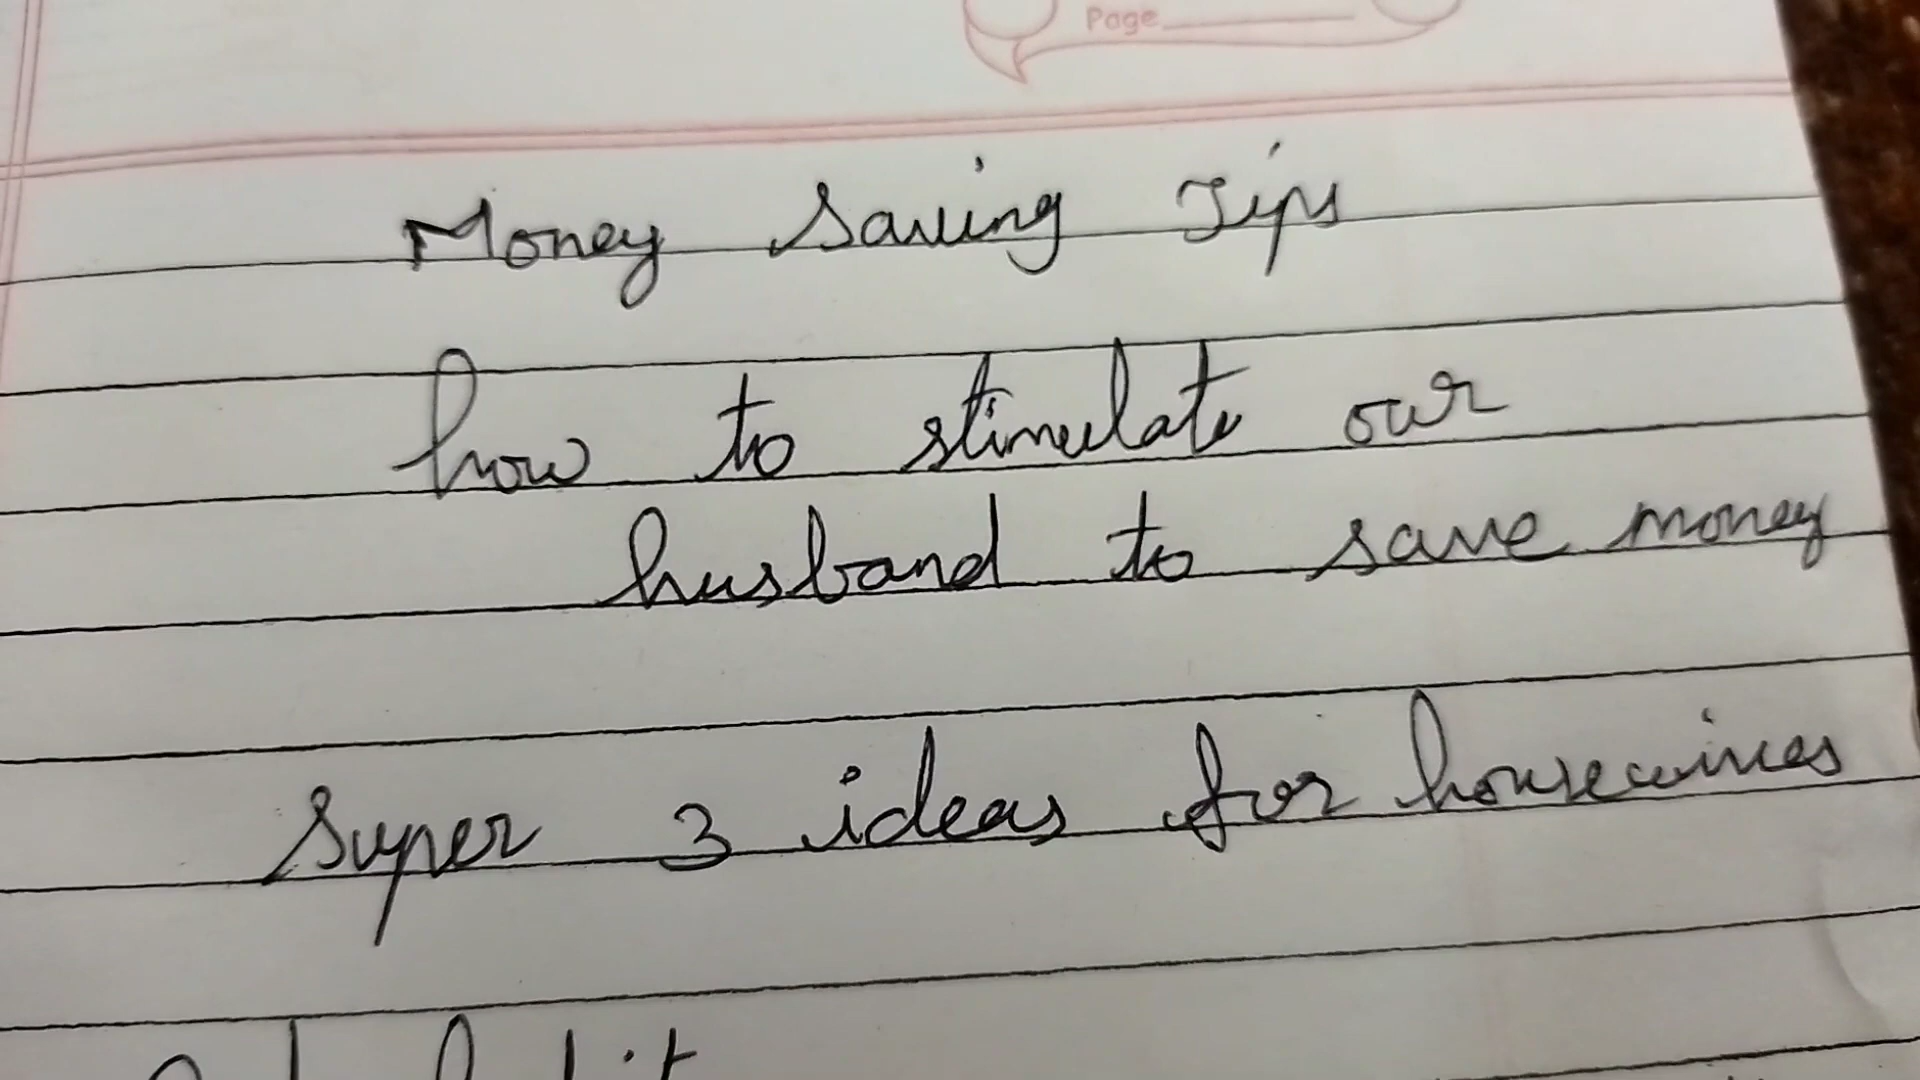 Page
Money Saving Tips
how to stimulate our
husband to save money
Super 3 ideas for housewives